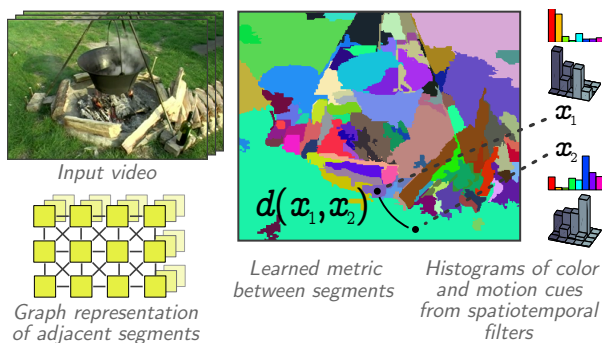 Input video
Graph representation
of adjacent segments
d(x₁,x₂)
Learned metric
between segments
x₁
x₂
Histograms of color
and motion cues
from spatiotemporal
filters